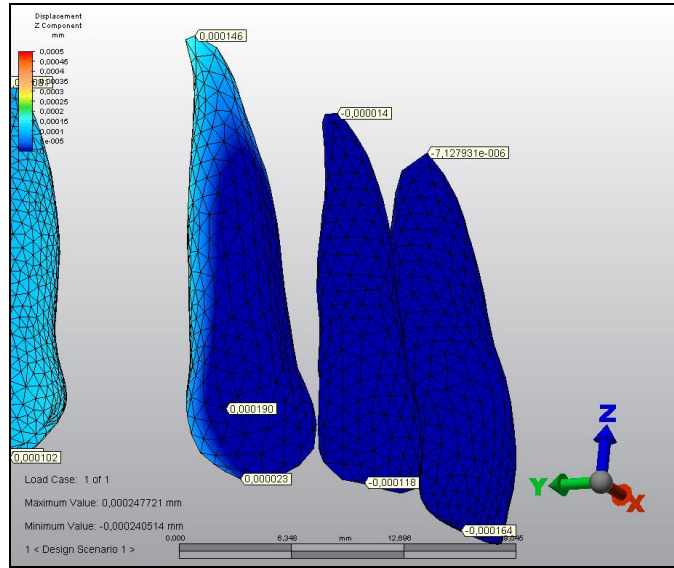 Displacement
Z Component
mm
0,0005
0,00045
0,0004
0,00035
0,0003
0,00025
0,0002
0,00015
0,0001
0
0,000146
-0,000014
-7,127931e-006
0,000190
0,000023
-0,000118
-0,000164
0,000102
Load Case: 1 of 1
Maximum Value: 0,000247721 mm
Minimum Value: -0,000240514 mm
1 < Design Scenario 1 >
0,000
6,348
mm
12,696
Z
Y
X